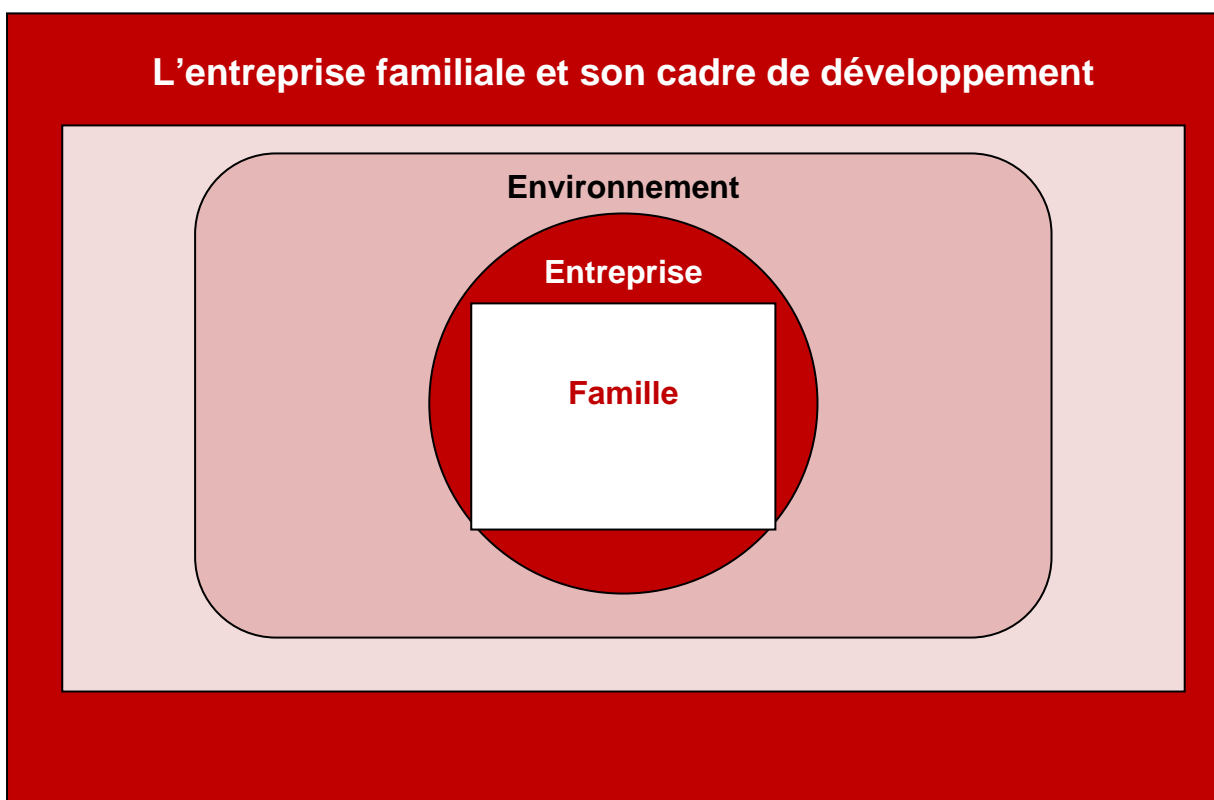 L’entreprise familiale et son cadre de développement
Environnement
Entreprise
Famille